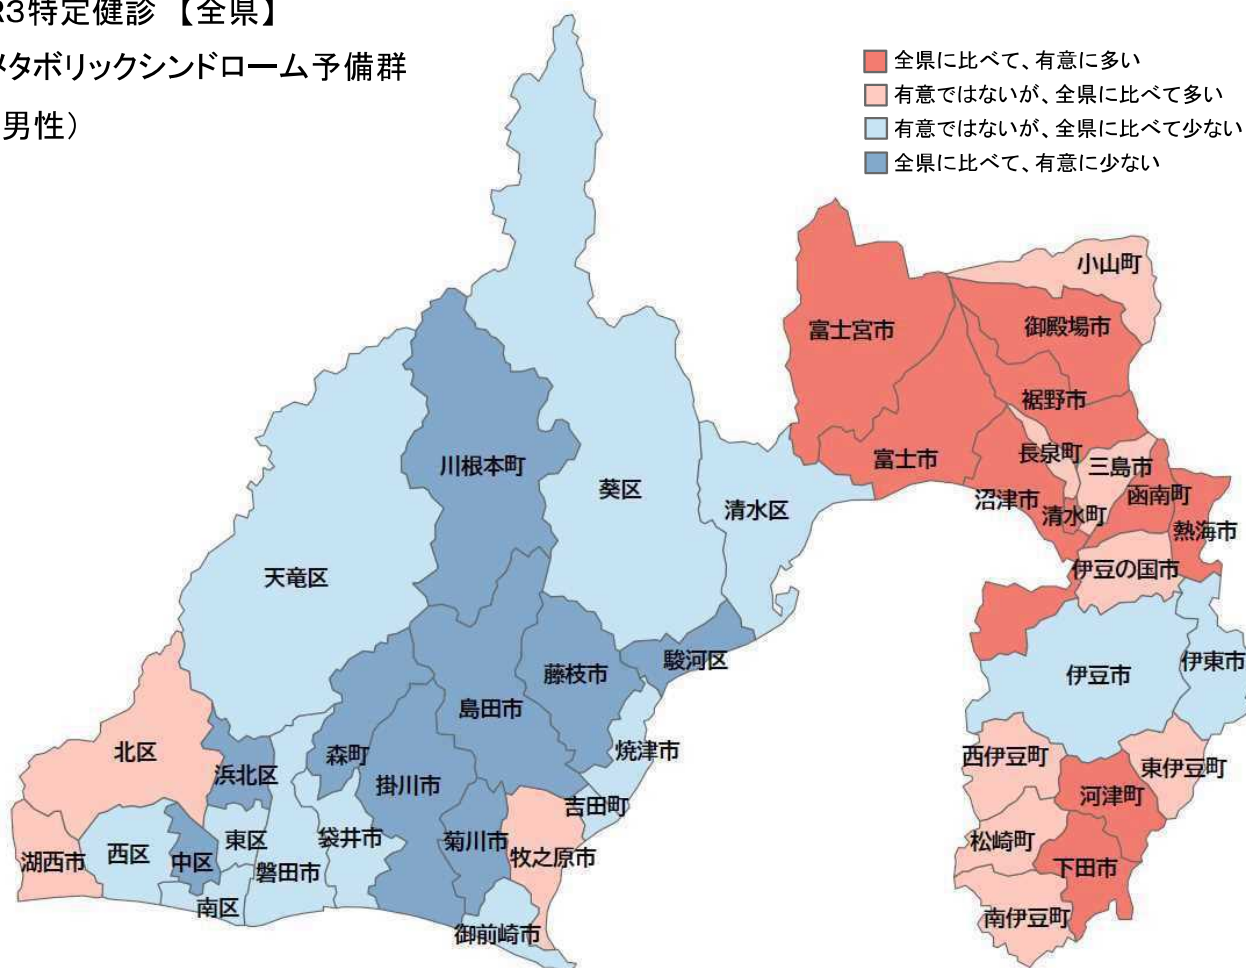 R3特定健診 【全県】
メタボリックシンドローム予備群
男性）
全県に比べて、有意に多い
有意ではないが、全県に比べて多い
有意ではないが、全県に比べて少ない
全県に比べて、有意に少ない
小山町
御殿場市
富士宮市
裾野市
長泉町
三島市
富士市
川根本町
函南町
葵区
沼津市
清水区
清水町
熱海市
伊豆の国市
天竜区
駿河区
伊東市
藤枝市
伊豆市
島田市
焼津市
北区
森町
西伊豆町
東伊豆町
浜北区
掛川市
河津町
吉田町
東区
袋井市
菊川市
松崎町
西区
中区
湖西市
牧之原市
磐田市
下田市
南区
南伊豆町
御前崎市